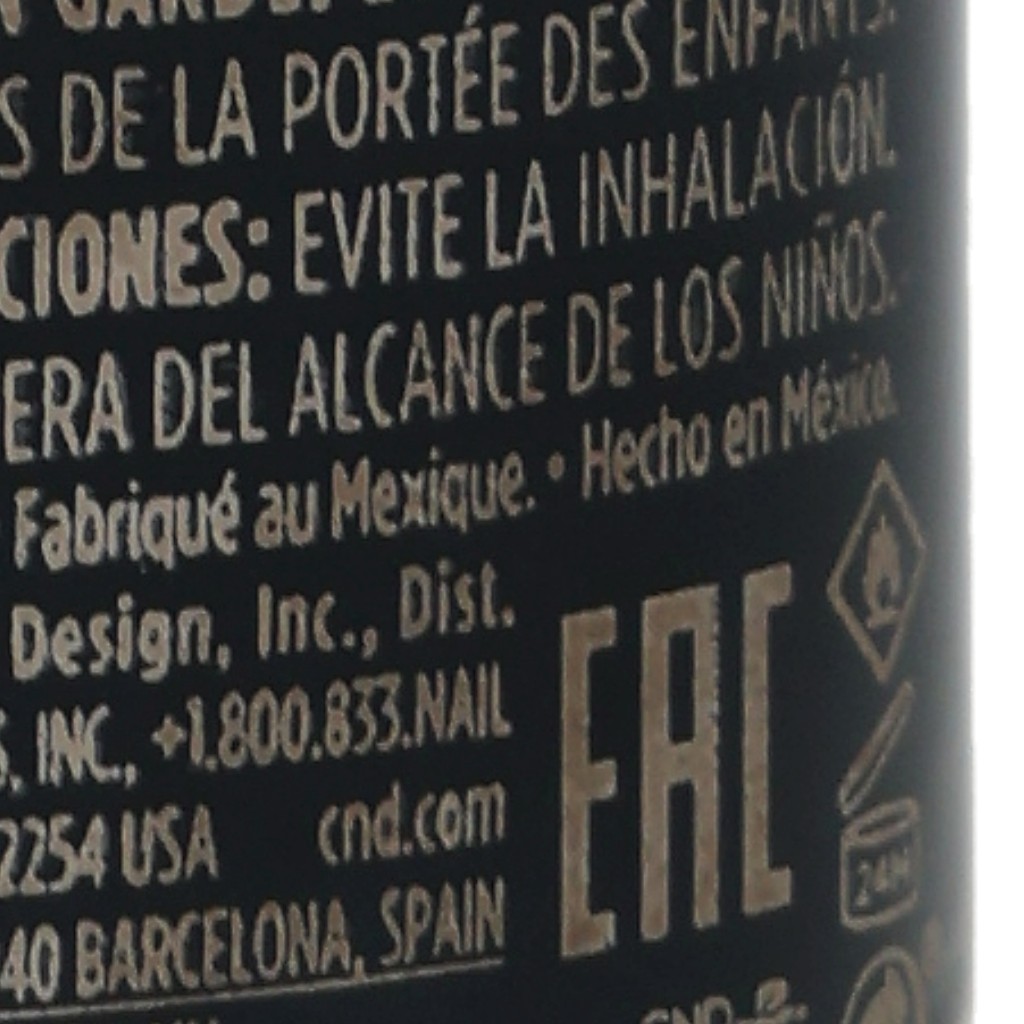 GARDE:
S DE LA PORTÉE DES ENFANTS.
CIONES: EVITE LA INHALACIÓN.
ERA DEL ALCANCE DE LOS NIÑOS.
Fabriqué au Mexique. • Hecho en México.
Design, Inc., Dist.
S, INC., +1.800.833.NAIL
2254 USA cnd.com
40 BARCELONA, SPAIN
EAC
24M
CND